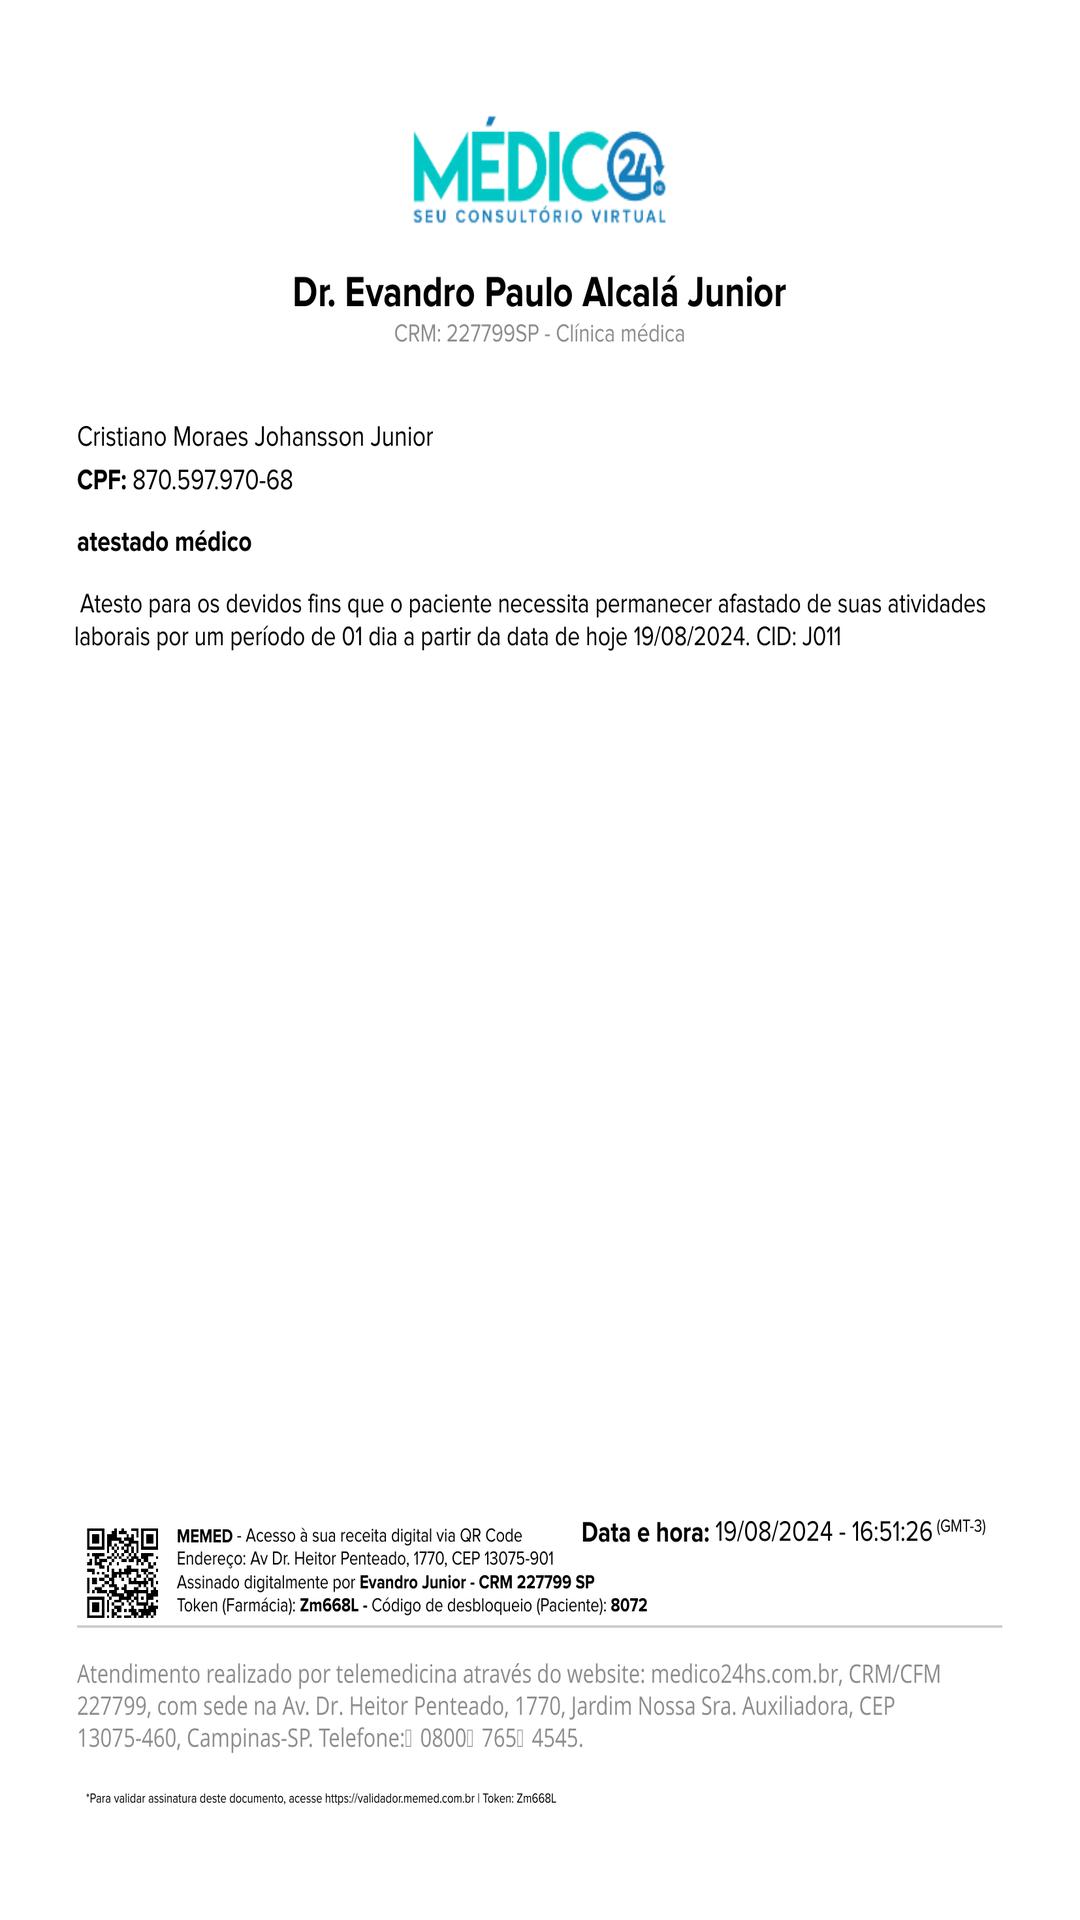 MÉDICO24HS
SEU CONSULTÓRIO VIRTUAL
Dr. Evandro Paulo Alcalá Junior
CRM: 227799SP - Clínica médica
Cristiano Moraes Johansson Junior
CPF: 870.597.970-68
atestado médico
Atesto para os devidos fins que o paciente necessita permanecer afastado de suas atividades
laborais por um período de 01 dia a partir da data de hoje 19/08/2024. CID: J011
MEMED - Acesso à sua receita digital via QR Code
Endereço: Av Dr. Heitor Penteado, 1770, CEP 13075-901
Assinado digitalmente por Evandro Junior - CRM 227799 SP
Token (Farmácia): Zm668L - Código de desbloqueio (Paciente): 8072
Data e hora: 19/08/2024 - 16:51:26 (GMT-3)
Atendimento realizado por telemedicina através do website: medico24hs.com.br, CRM/CFM
227799, com sede na Av. Dr. Heitor Penteado, 1770, Jardim Nossa Sra. Auxiliadora, CEP
13075-460, Campinas-SP. Telefone: 0800 765 4545.
*Para validar assinatura deste documento, acesse https://validador.memed.com.br | Token: Zm668L